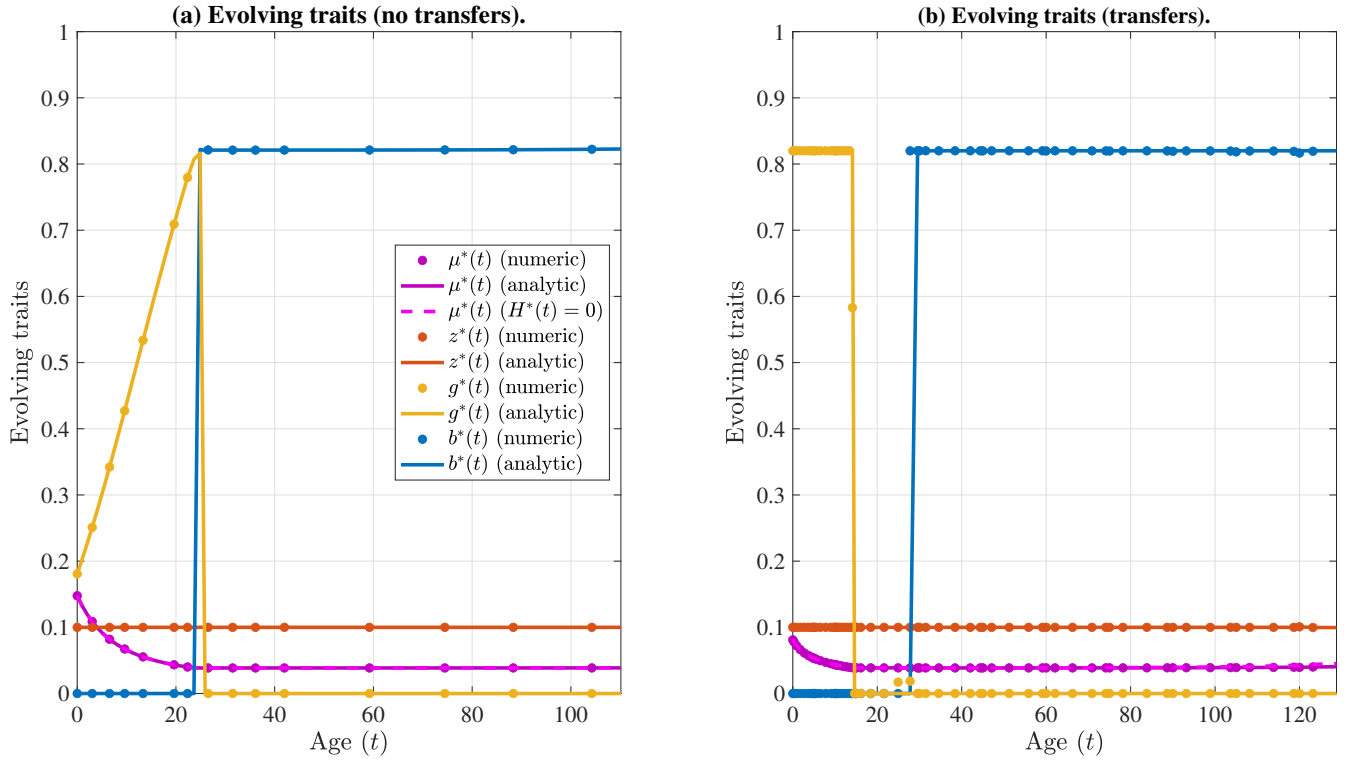 (a) Evolving traits (no transfers).
1
0.9
0.8
0.7
0.6
0.5
0.4
0.3
0.2
0.1
0
Evolving traits
0 20 40 60 80 100
Age (t)
μ*(t) (numeric)
μ*(t) (analytic)
μ*(t) (H*(t) = 0)
z*(t) (numeric)
z*(t) (analytic)
g*(t) (numeric)
g*(t) (analytic)
b*(t) (numeric)
b*(t) (analytic)
(b) Evolving traits (transfers).
1
0.9
0.8
0.7
0.6
0.5
0.4
0.3
0.2
0.1
0
Evolving traits
0 20 40 60 80 100 120
Age (t)